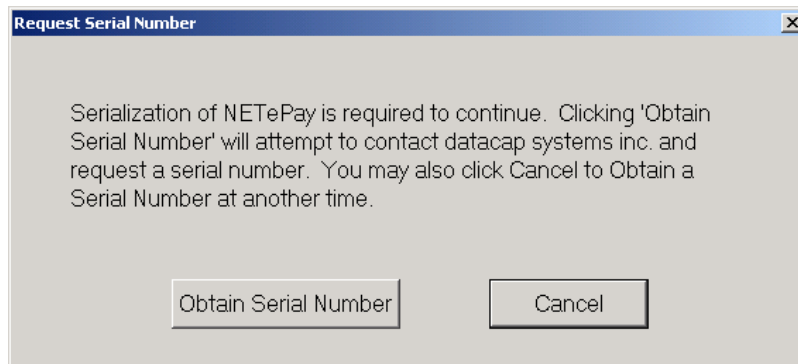 Request Serial Number
Serialization of NETePay is required to continue.  Clicking 'Obtain
Serial Number' will attempt to contact datacap systems inc. and
request a serial number.  You may also click Cancel to Obtain a
Serial Number at another time.
Obtain Serial Number
Cancel